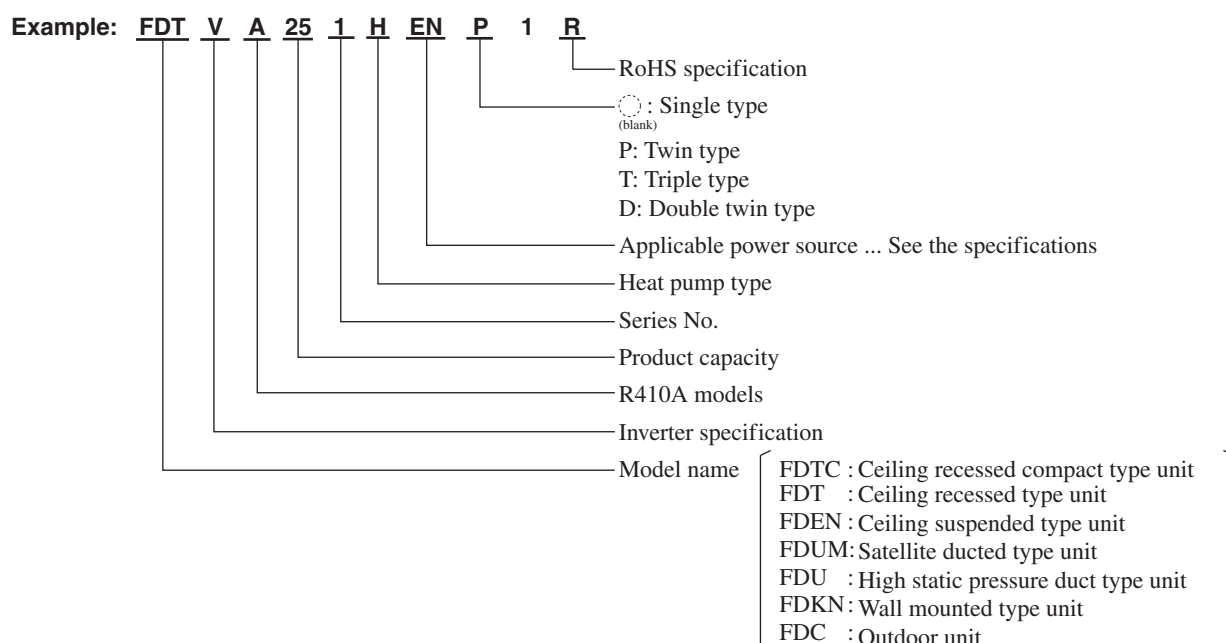 Example: FDT V A 25 1 H EN P 1 R
RoHS specification
: Single type
(blank)
P: Twin type
T: Triple type
D: Double twin type
Applicable power source ... See the specifications
Heat pump type
Series No.
Product capacity
R410A models
Inverter specification
Model name
FDTC : Ceiling recessed compact type unit
FDT : Ceiling recessed type unit
FDEN : Ceiling suspended type unit
FDUM: Satellite ducted type unit
FDU : High static pressure duct type unit
FDKN : Wall mounted type unit
FDC : Outdoor unit